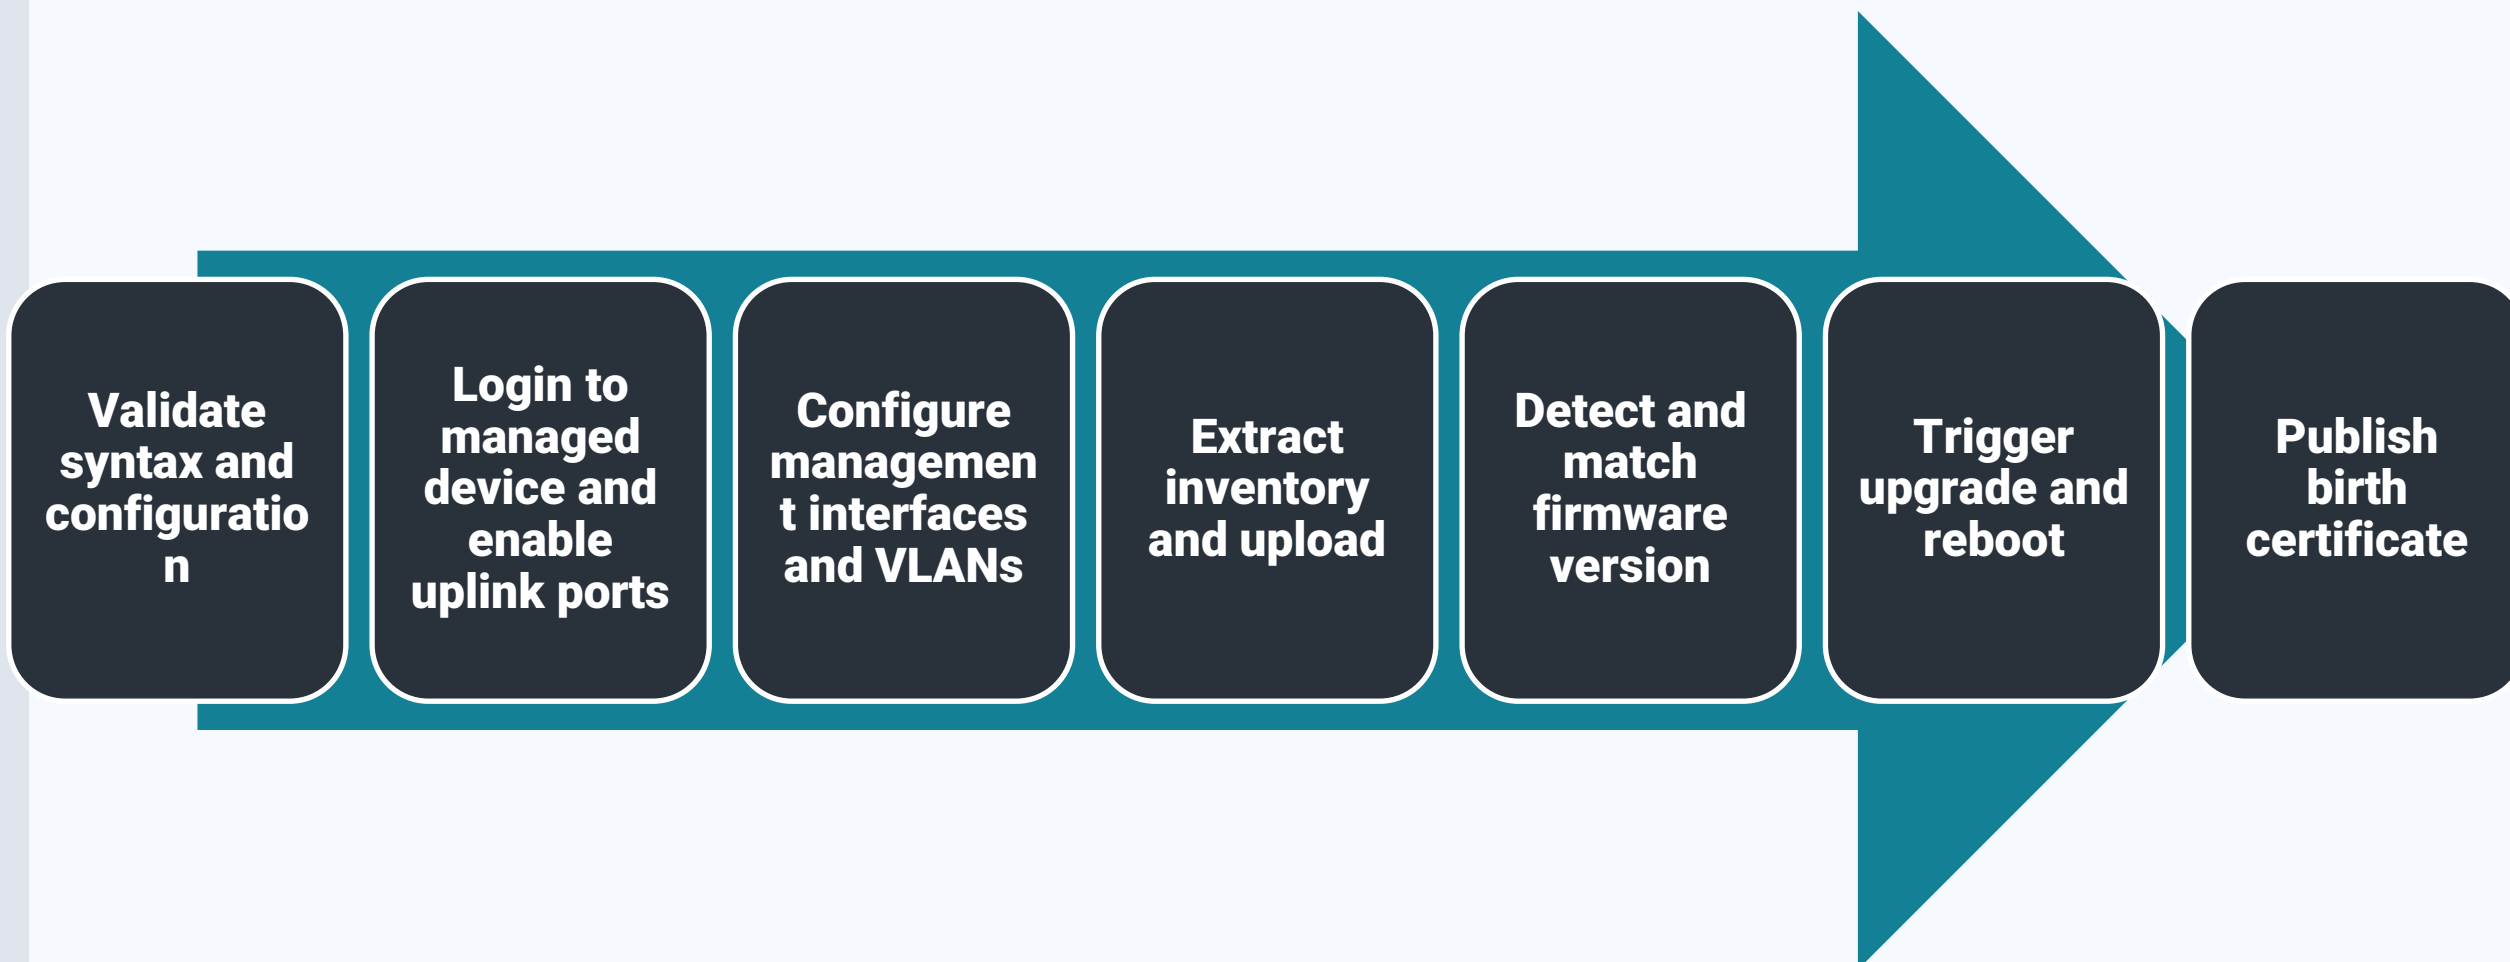 Validate
syntax and
configuratio
n
Login to
managed
device and
enable
uplink ports
Configure
managemen
t interfaces
and VLANs
Extract
inventory
and upload
Detect and
match
firmware
version
Trigger
upgrade and
reboot
Publish
birth
certificate